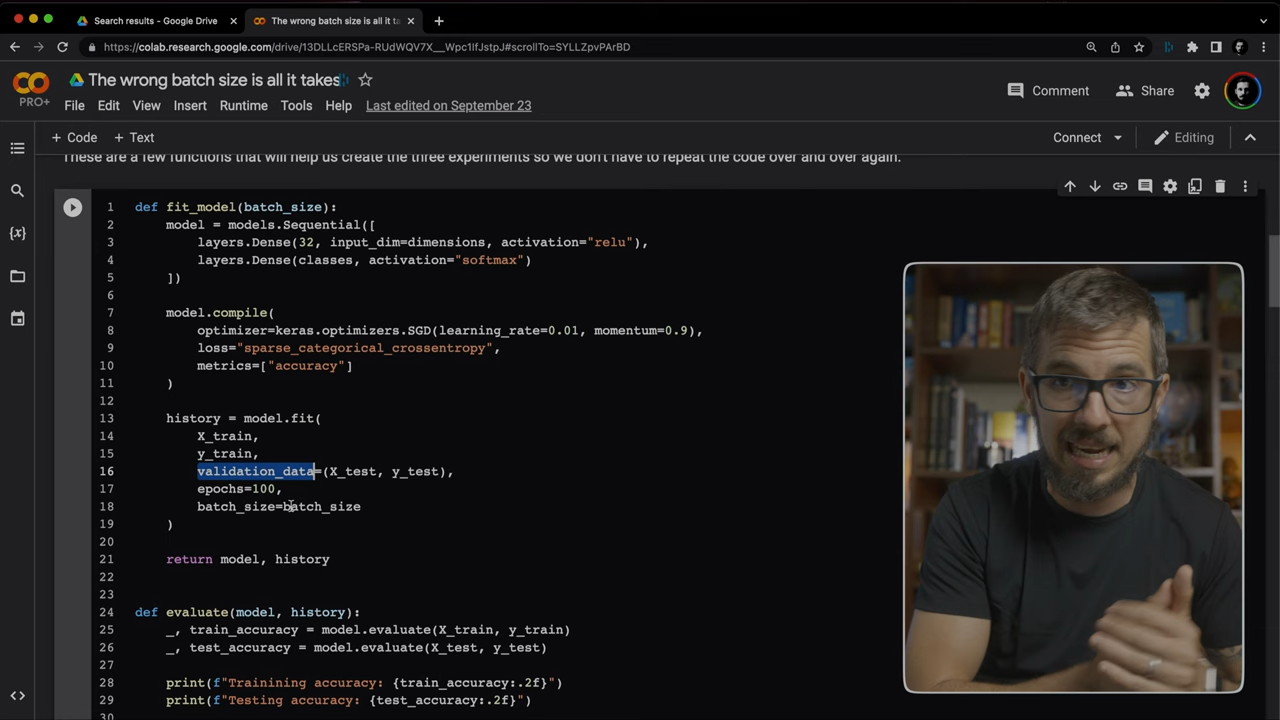 Search results - Google Drive
The wrong batch size is all it ta
https://colab.research.google.com/drive/13DLLcERSPa-RUdWQV7X__Wpc1lfJstpJ#scrollTo=SYLLZpvPArBD
CO
PRO+
The wrong batch size is all it takes
File Edit View Insert Runtime Tools Help Last edited on September 23
Comment Share
+ Code + Text
Connect Editing
These are a few functions that will help us create the three experiments so we don't have to repeat the code over and over again.
1 def fit_model(batch_size):
2 model = models.Sequential([
3 layers.Dense(32, input_dim=dimensions, activation="relu"),
4 layers.Dense(classes, activation="softmax")
5 ])
6
7 model.compile(
8 optimizer=keras.optimizers.SGD(learning_rate=0.01, momentum=0.9),
9 loss="sparse_categorical_crossentropy",
10 metrics=["accuracy"]
11 )
12
13 history = model.fit(
14 X_train,
15 y_train,
16 validation_data=(X_test, y_test),
17 epochs=100,
18 batch_size=batch_size
19 )
20
21 return model, history
22
23
24 def evaluate(model, history):
25 _, train_accuracy = model.evaluate(X_train, y_train)
26 _, test_accuracy = model.evaluate(X_test, y_test)
27
28 print(f"Trainining accuracy: {train_accuracy:.2f}")
29 print(f"Testing accuracy: {test_accuracy:.2f}")
30